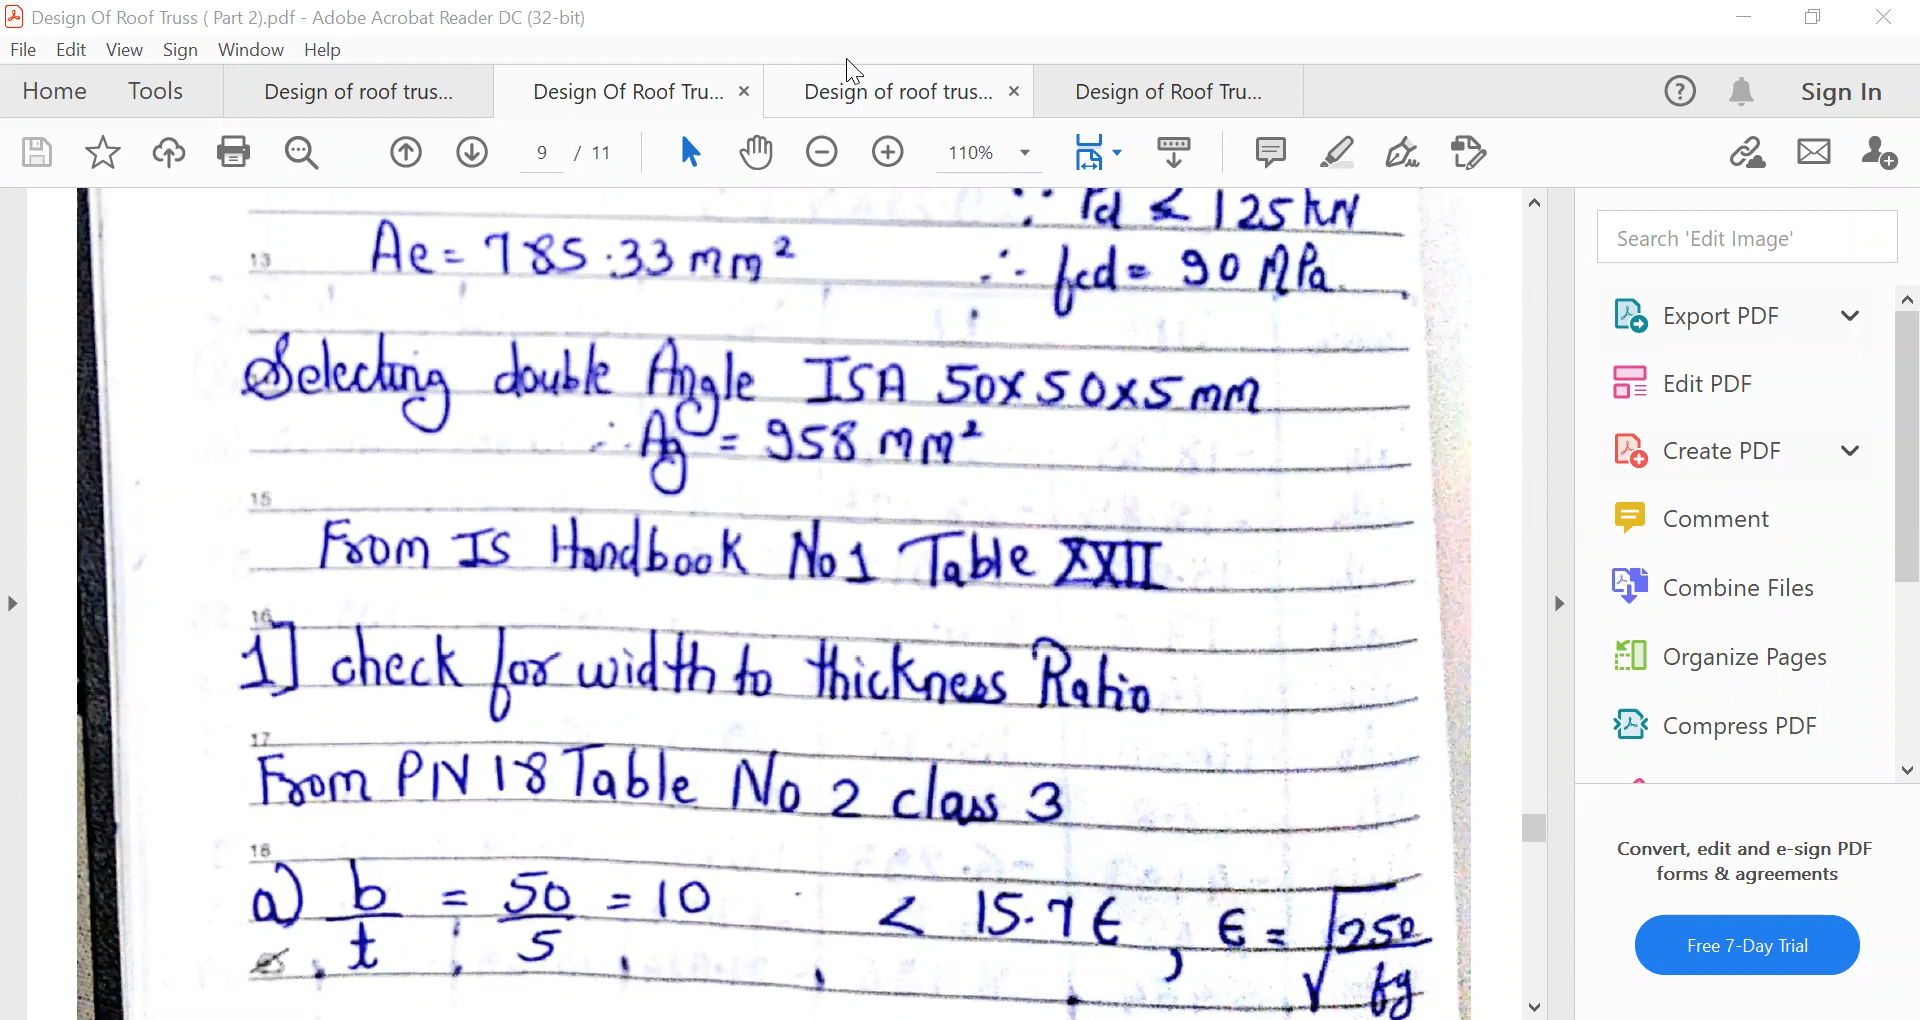 Design Of Roof Truss ( Part 2).pdf - Adobe Acrobat Reader DC (32-bit)
File Edit View Sign Window Help
Home Tools Design of roof trus... Design Of Roof Tru... × Design of roof trus... × Design of Roof Tru... Sign In
9 / 11 110%
∵ Pd ≤ 125 kN
13 Ae = 785.33 mm² ∴ fcd = 90 MPa.
Selecting double Angle ISA 50x50x5 mm
∴ Ag = 958 mm²
15
From IS Handbook No 1 Table XXII
16
1] check for width to thickness Ratio
17
From PN 18 Table No 2 class 3
18
a) b/t = 50/5 = 10 < 15.7 ϵ , ϵ = √250/fy
Search 'Edit Image'
Export PDF
Edit PDF
Create PDF
Comment
Combine Files
Organize Pages
Compress PDF
Convert, edit and e-sign PDF
forms & agreements
Free 7-Day Trial